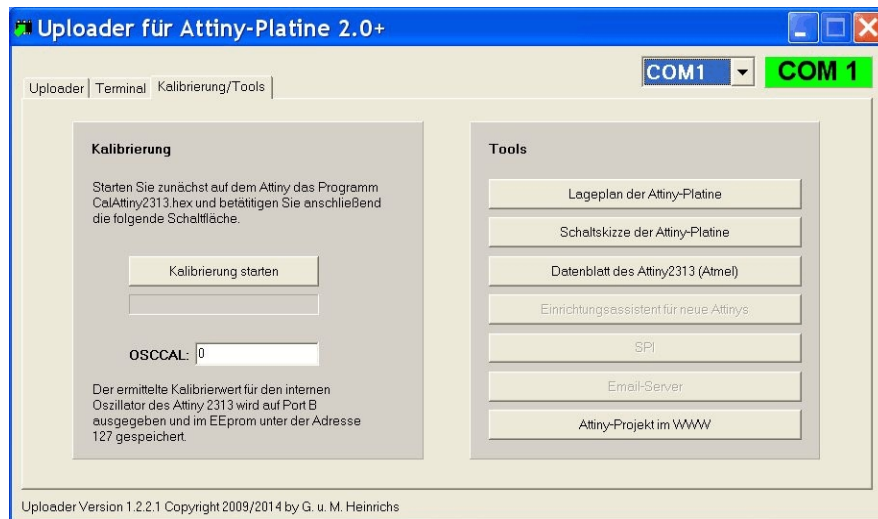 Uploader für Attiny-Platine 2.0+
COM1
COM 1
Uploader
Terminal
Kalibrierung/Tools
Kalibrierung
Starten Sie zunächst auf dem Attiny das Programm
CalAttiny2313.hex und betätigen Sie anschließend
die folgende Schaltfläche.
Kalibrierung starten
OSCCAL: 0
Der ermittelte Kalibrierwert für den internen
Oszillator des Attiny 2313 wird auf Port B
ausgegeben und im EEprom unter der Adresse
127 gespeichert.
Tools
Lageplan der Attiny-Platine
Schaltskizze der Attiny-Platine
Datenblatt des Attiny2313 (Atmel)
Einrichtungsassistent für neue Attinys
SPI
Email-Server
Attiny-Projekt im WWW
Uploader Version 1.2.2.1 Copyright 2009/2014 by G. u. M. Heinrichs